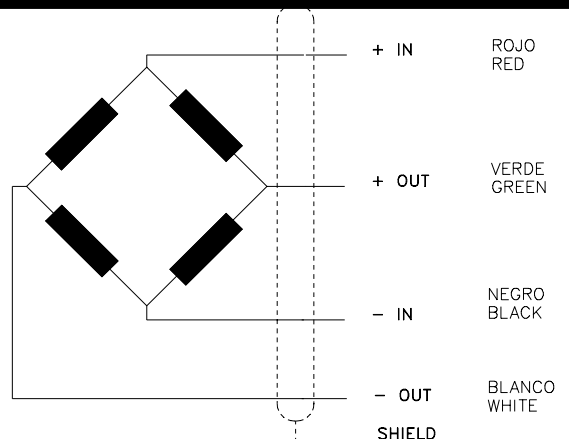 + IN
ROJO
RED
+ OUT
VERDE
GREEN
- IN
NEGRO
BLACK
- OUT
BLANCO
WHITE
SHIELD